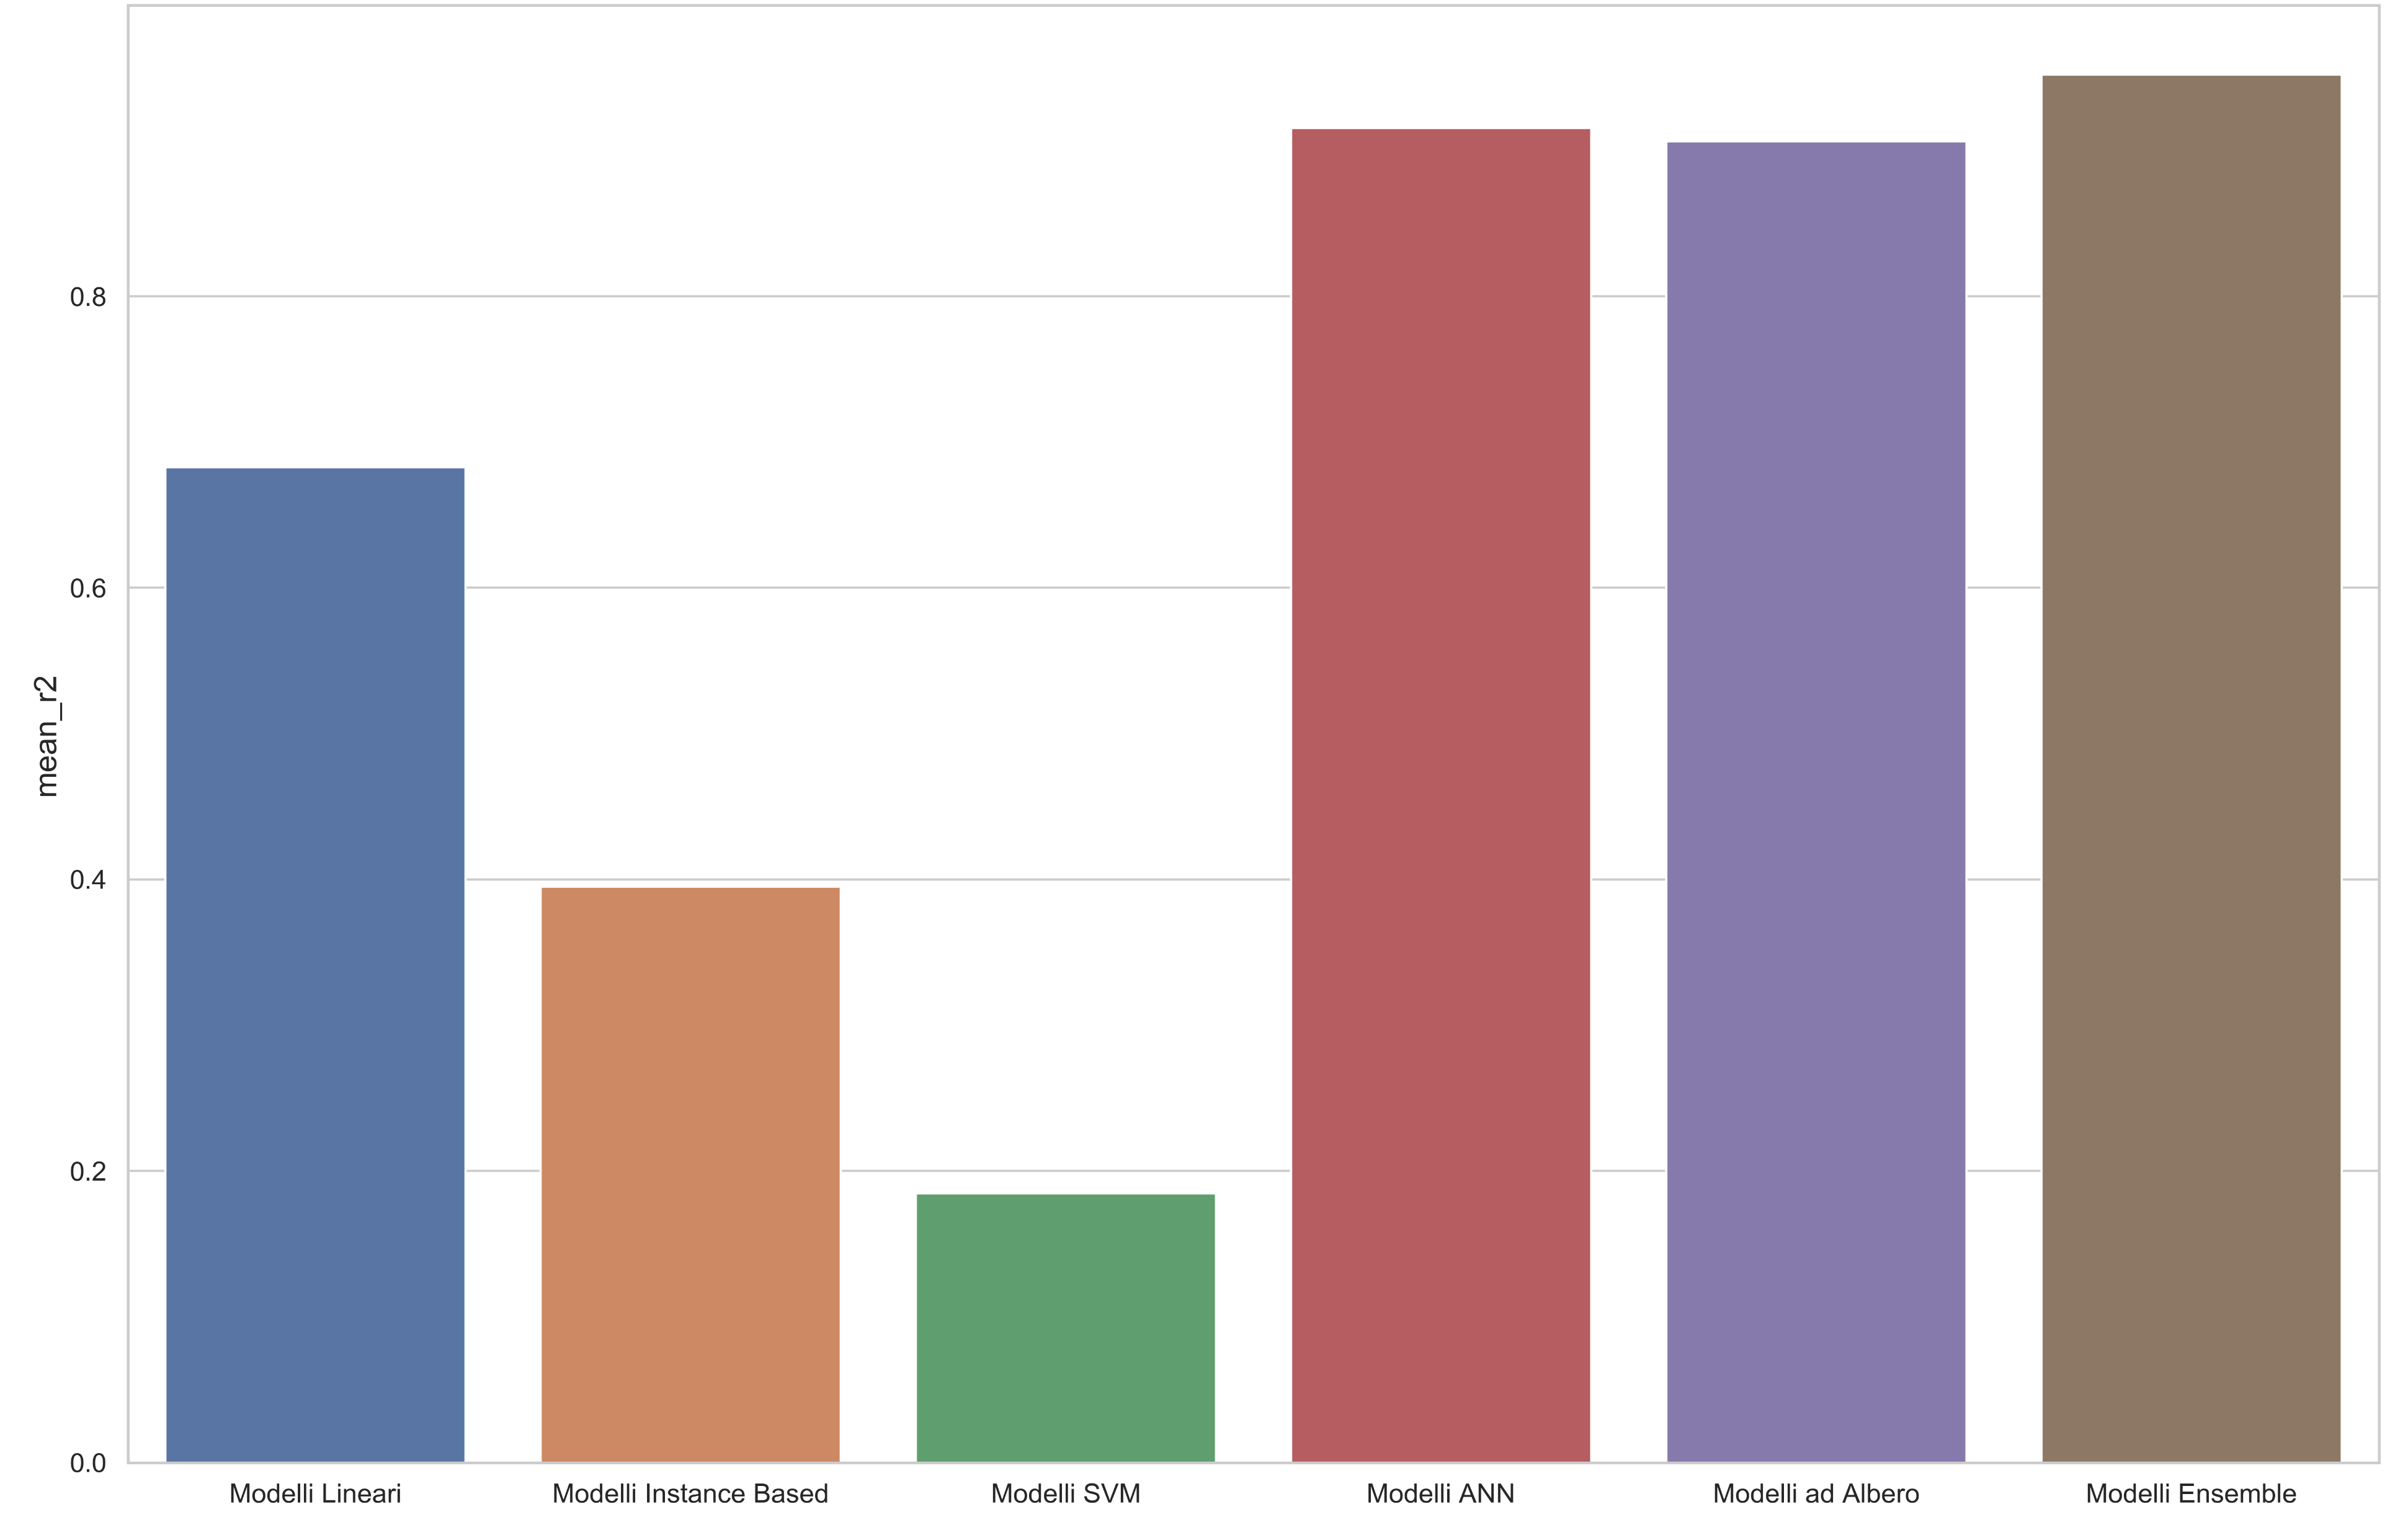 mean_r2
0.8
0.6
0.4
0.2
0.0
Modelli Lineari
Modelli Instance Based
Modelli SVM
Modelli ANN
Modelli ad Albero
Modelli Ensemble